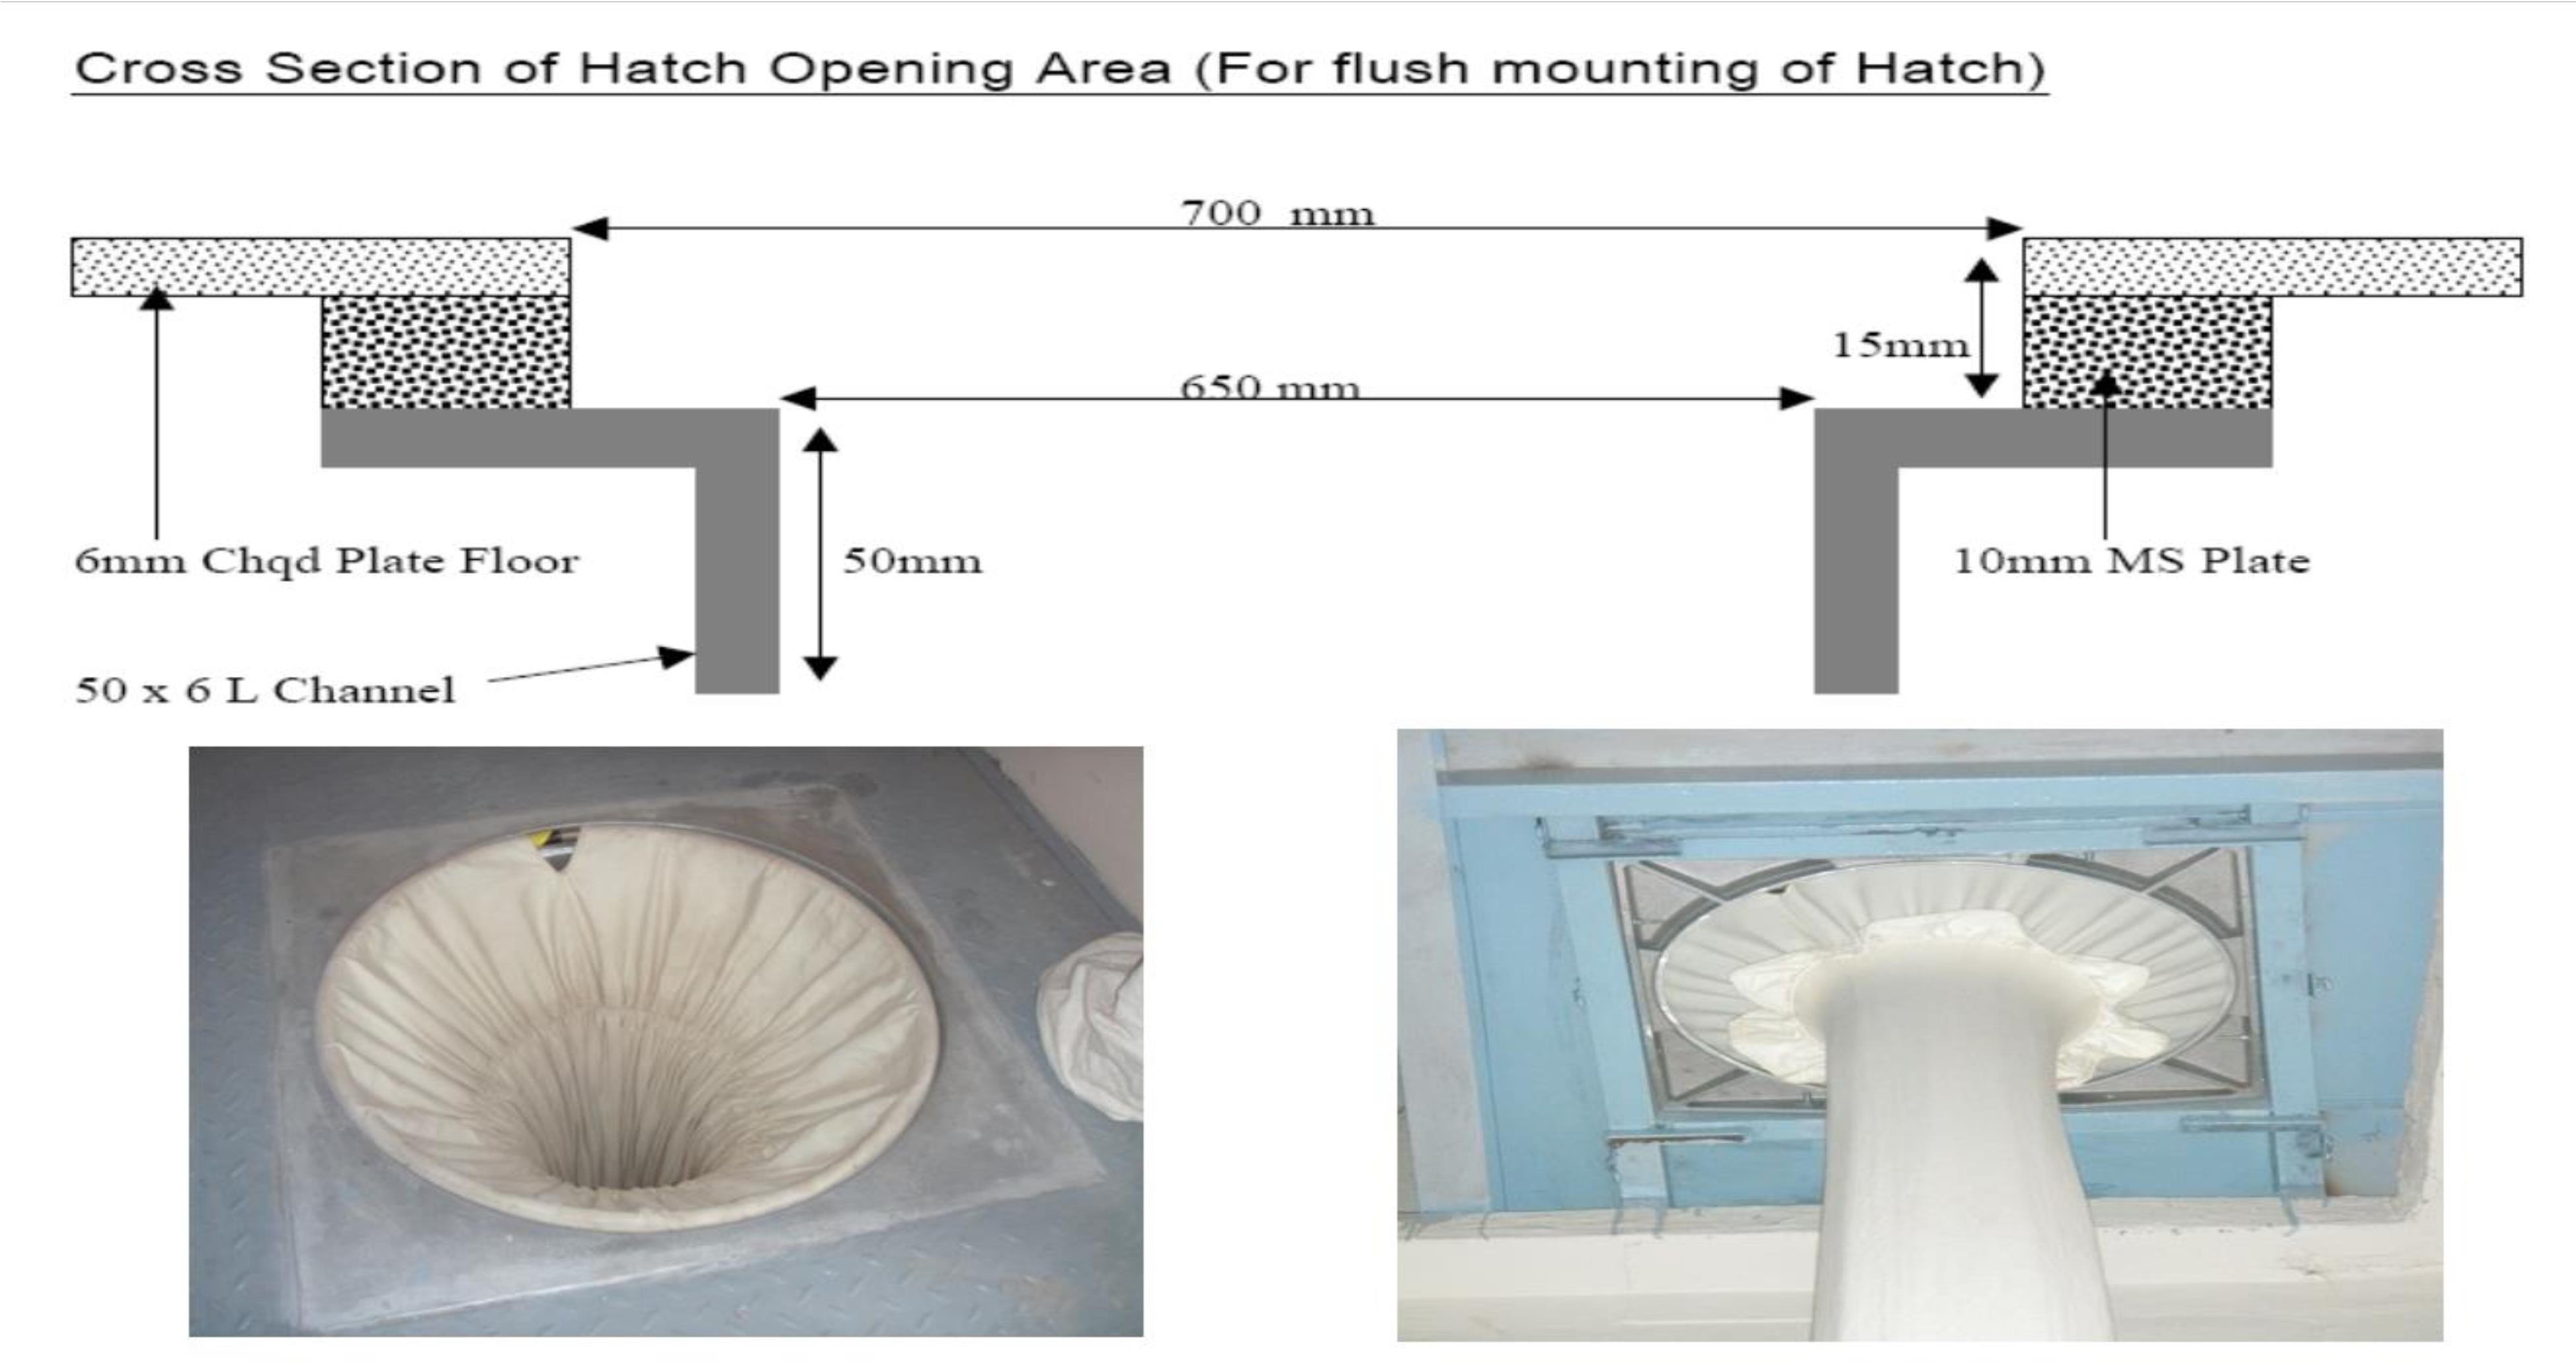 Cross Section of Hatch Opening Area (For flush mounting of Hatch)
700 mm
15mm
650 mm
6mm Chqd Plate Floor
50mm
10mm MS Plate
50 x 6 L Channel